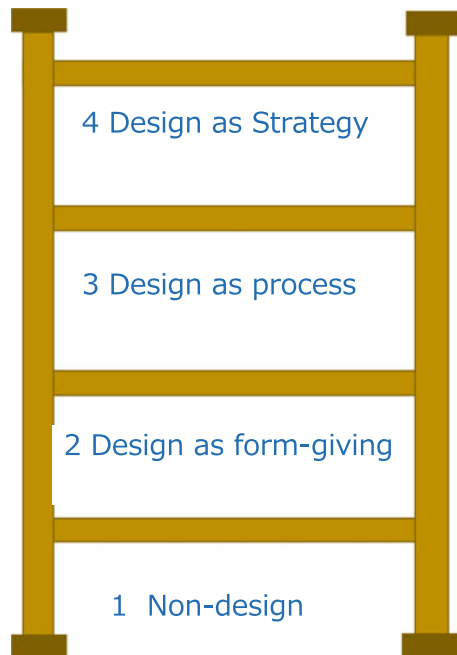 4 Design as Strategy
3 Design as process
2 Design as form-giving
1 Non-design